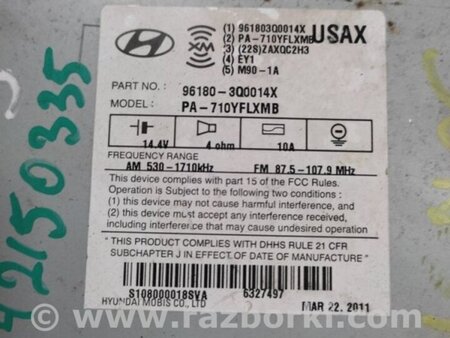 (1) 961803Q0014X USAX
(2) PA-710YFLXMB
(3) (22S)ZAXQC2H3
(4) EY1
(5) M90-1A
XM
PART NO. : 96180-3Q0014X
MODEL : PA-710YFLXMB
14.4V 4 ohm 10A
FREQUENCY RANGE
AM 530-1710kHz FM 87.5-107.9 MHz
This device complies with part 15 of the FCC Rules.
Operation is Subject to the following two conditions :
(1) This device may not cause harmful interference, and
(2) this device must accept any interference received,
including interference that may cause undesired operation.
"THIS PRODUCT COMPLIES WITH DHHS RULE 21 CFR
SUBCHAPTER J IN EFFECT OF DATE OF MANUFACTURE"
S108000018SVA 6327497
HYUNDAI MOBIS CO., LTD MAR 22. 2011
42150335
www.razborki.com